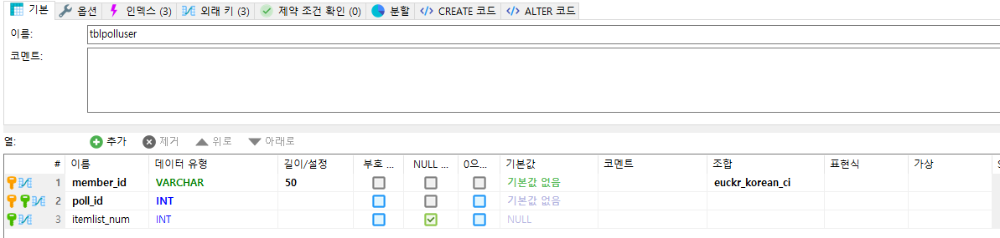 기본 옵션 인덱스 (3) 외래 키 (3) 제약 조건 확인 (0) 분할 CREATE 코드 ALTER 코드
이름: tblpolluser
코멘트:
열: 추가 제거 위로 아래로
# 이름 데이터 유형 길이/설정 부호 ... NULL ... 0으... 기본값 코멘트 조합 표현식 가상
1 member_id VARCHAR 50 기본값 없음 euckr_korean_ci
2 poll_id INT 기본값 없음
3 itemlist_num INT NULL